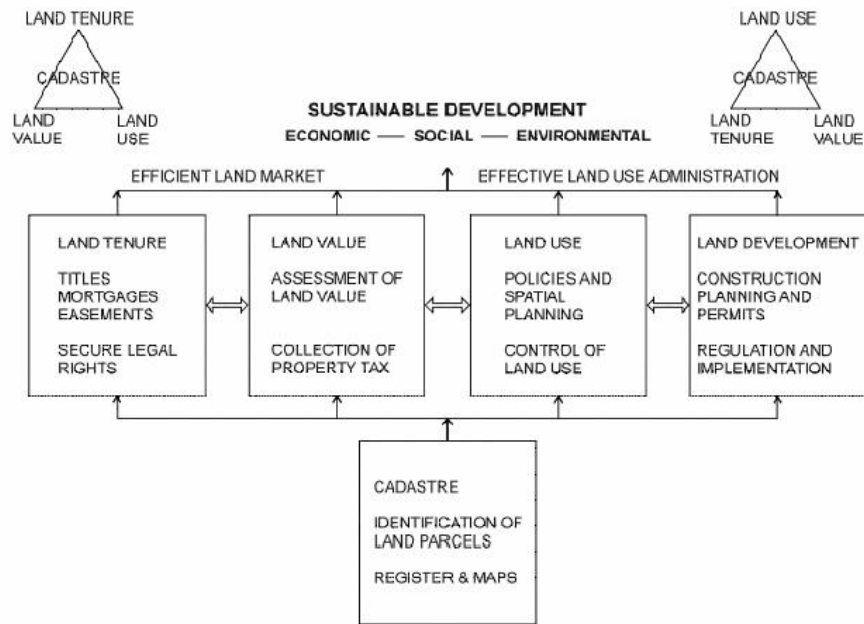 LAND TENURE
CADASTRE
LAND
VALUE
LAND
USE
LAND USE
CADASTRE
LAND
TENURE
LAND
VALUE
SUSTAINABLE DEVELOPMENT
ECONOMIC — SOCIAL — ENVIRONMENTAL
EFFICIENT LAND MARKET
EFFECTIVE LAND USE ADMINISTRATION
LAND TENURE
TITLES
MORTGAGES
EASEMENTS
SECURE LEGAL
RIGHTS
LAND VALUE
ASSESSMENT OF
LAND VALUE
COLLECTION OF
PROPERTY TAX
LAND USE
POLICIES AND
SPATIAL
PLANNING
CONTROL OF
LAND USE
LAND DEVELOPMENT
CONSTRUCTION
PLANNING AND
PERMITS
REGULATION AND
IMPLEMENTATION
CADASTRE
IDENTIFICATION OF
LAND PARCELS
REGISTER & MAPS